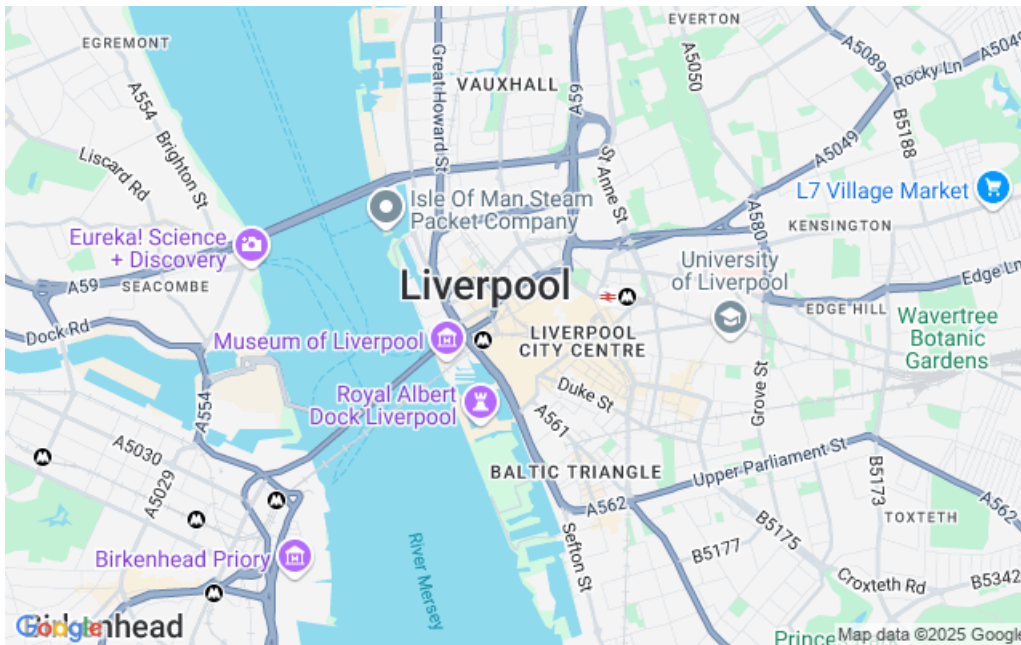 EGREMONT
A554
Brighton St
Liscard Rd
Great Howard St
VAUXHALL
A59
EVERTON
A5050
A5089
Rocky Ln
A5049
B5188
A5049
St Anne St
Isle Of Man Steam
Packet Company
L7 Village Market
KENSINGTON
A580
Eureka! Science
+ Discovery
A59
SEACOMBE
Liverpool
University
of Liverpool
Edge Ln
EDGE HILL
Dock Rd
Museum of Liverpool
LIVERPOOL
CITY CENTRE
Wavertree
Botanic
Gardens
Royal Albert
Dock Liverpool
Duke St
A561
Grove St
A554
A5030
A5029
BALTIC TRIANGLE
Upper Parliament St
A562
B5173
A562
TOXTETH
Sefton St
B5175
B5177
Croxteth Rd
B5342
Birkenhead Priory
River Mersey
Google
Birkenhead
Map data ©2025 Google